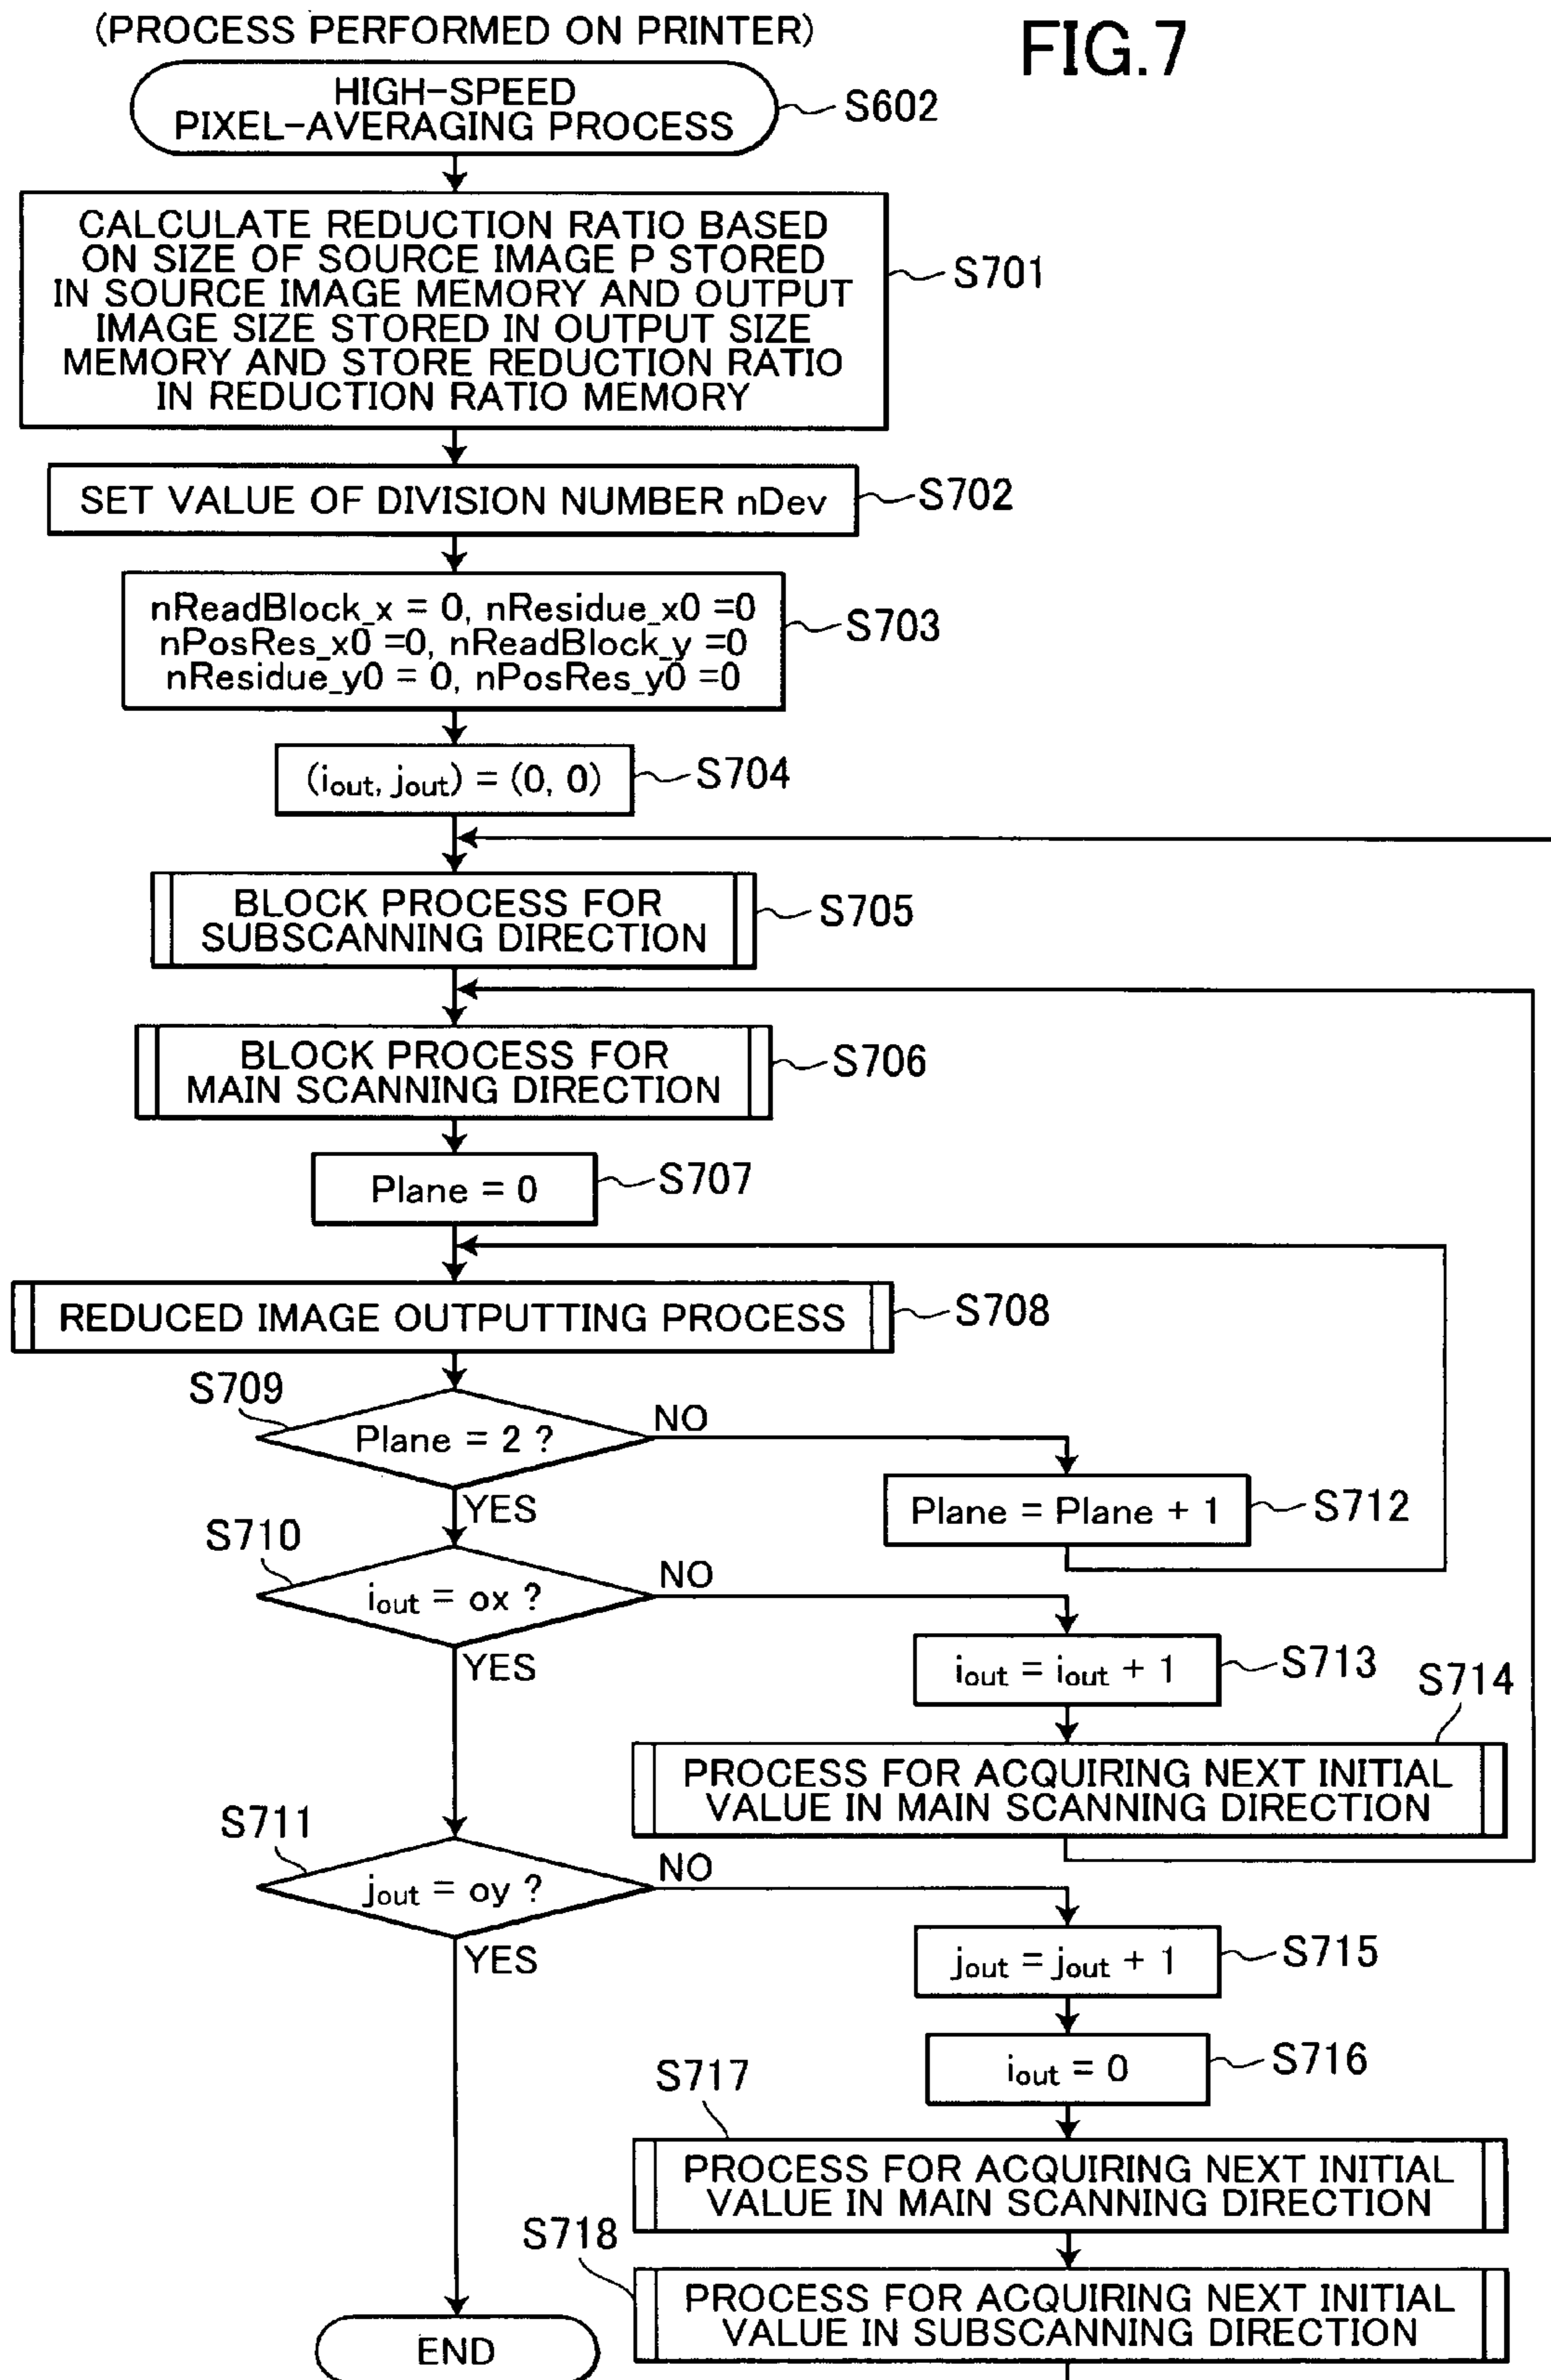 (PROCESS PERFORMED ON PRINTER)
FIG.7
HIGH-SPEED
PIXEL-AVERAGING PROCESS
S602
CALCULATE REDUCTION RATIO BASED
ON SIZE OF SOURCE IMAGE P STORED
IN SOURCE IMAGE MEMORY AND OUTPUT
IMAGE SIZE STORED IN OUTPUT SIZE
MEMORY AND STORE REDUCTION RATIO
IN REDUCTION RATIO MEMORY
S701
SET VALUE OF DIVISION NUMBER nDev
S702
nReadBlock_x = 0, nResidue_x0 =0
nPosRes_x0 =0, nReadBlock_y =0
nResidue_y0 = 0, nPosRes_y0 =0
S703
(iout, jout) = (0, 0)
S704
BLOCK PROCESS FOR
SUBSCANNING DIRECTION
S705
BLOCK PROCESS FOR
MAIN SCANNING DIRECTION
S706
Plane = 0
S707
REDUCED IMAGE OUTPUTTING PROCESS
S708
S709
Plane = 2 ?
NO
YES
Plane = Plane + 1
S712
S710
iout = ox ?
NO
YES
iout = iout + 1
S713
S714
PROCESS FOR ACQUIRING NEXT INITIAL
VALUE IN MAIN SCANNING DIRECTION
S711
jout = oy ?
NO
YES
jout = jout + 1
S715
iout = 0
S716
S717
PROCESS FOR ACQUIRING NEXT INITIAL
VALUE IN MAIN SCANNING DIRECTION
S718
PROCESS FOR ACQUIRING NEXT INITIAL
VALUE IN SUBSCANNING DIRECTION
END